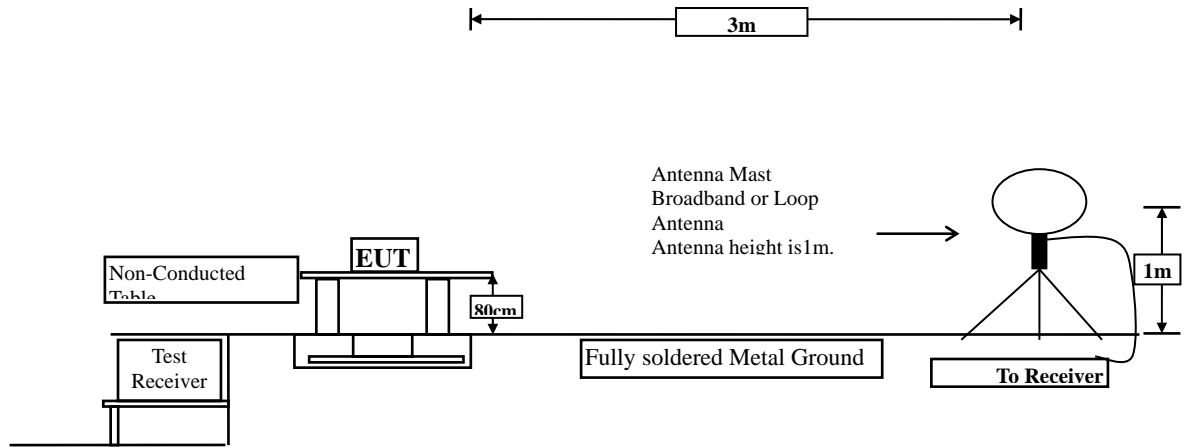 3m
Antenna Mast
Broadband or Loop
Antenna
Antenna height is1m.
EUT
Non-Conducted
Table
80cm
1m
Test
Receiver
Fully soldered Metal Ground
To Receiver